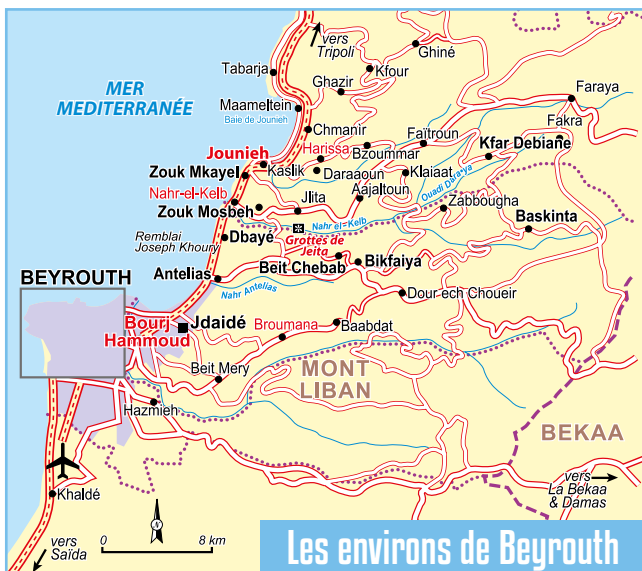 vers
Tripoli
Ghiné
Tabarja
Kfour
Ghazir
MER
MEDITERRANÉE
Maameltein
Baie de Jounieh
Faraya
Fakra
Chmanir
Jounieh
Harissa
Faïtroun
Kfar Debiane
Bzoummar
Kaslik
Daraaoun
Klaiaat
Ouadi Dara-ya
Zouk Mkayel
Nahr-el-Kelb
Jlita
Aajaltoun
Zabbougha
Zouk Mosbeh
Nahr el-Kelb
Baskinta
Remblai
Joseph Khoury
Dbayé
Grottes de
Jeita
Beit Chebab
Bikfaiya
BEYROUTH
Antelias
Nahr Antelias
Dour ech Choueir
Bourj
Hammoud
Jdaidé
Broumana
Baabdat
Beit Mery
MONT
LIBAN
Hazmieh
BEKAA
Khaldé
vers
La Bekaa
& Damas
vers
Saïda
N
0
8 km
Les environs de Beyrouth